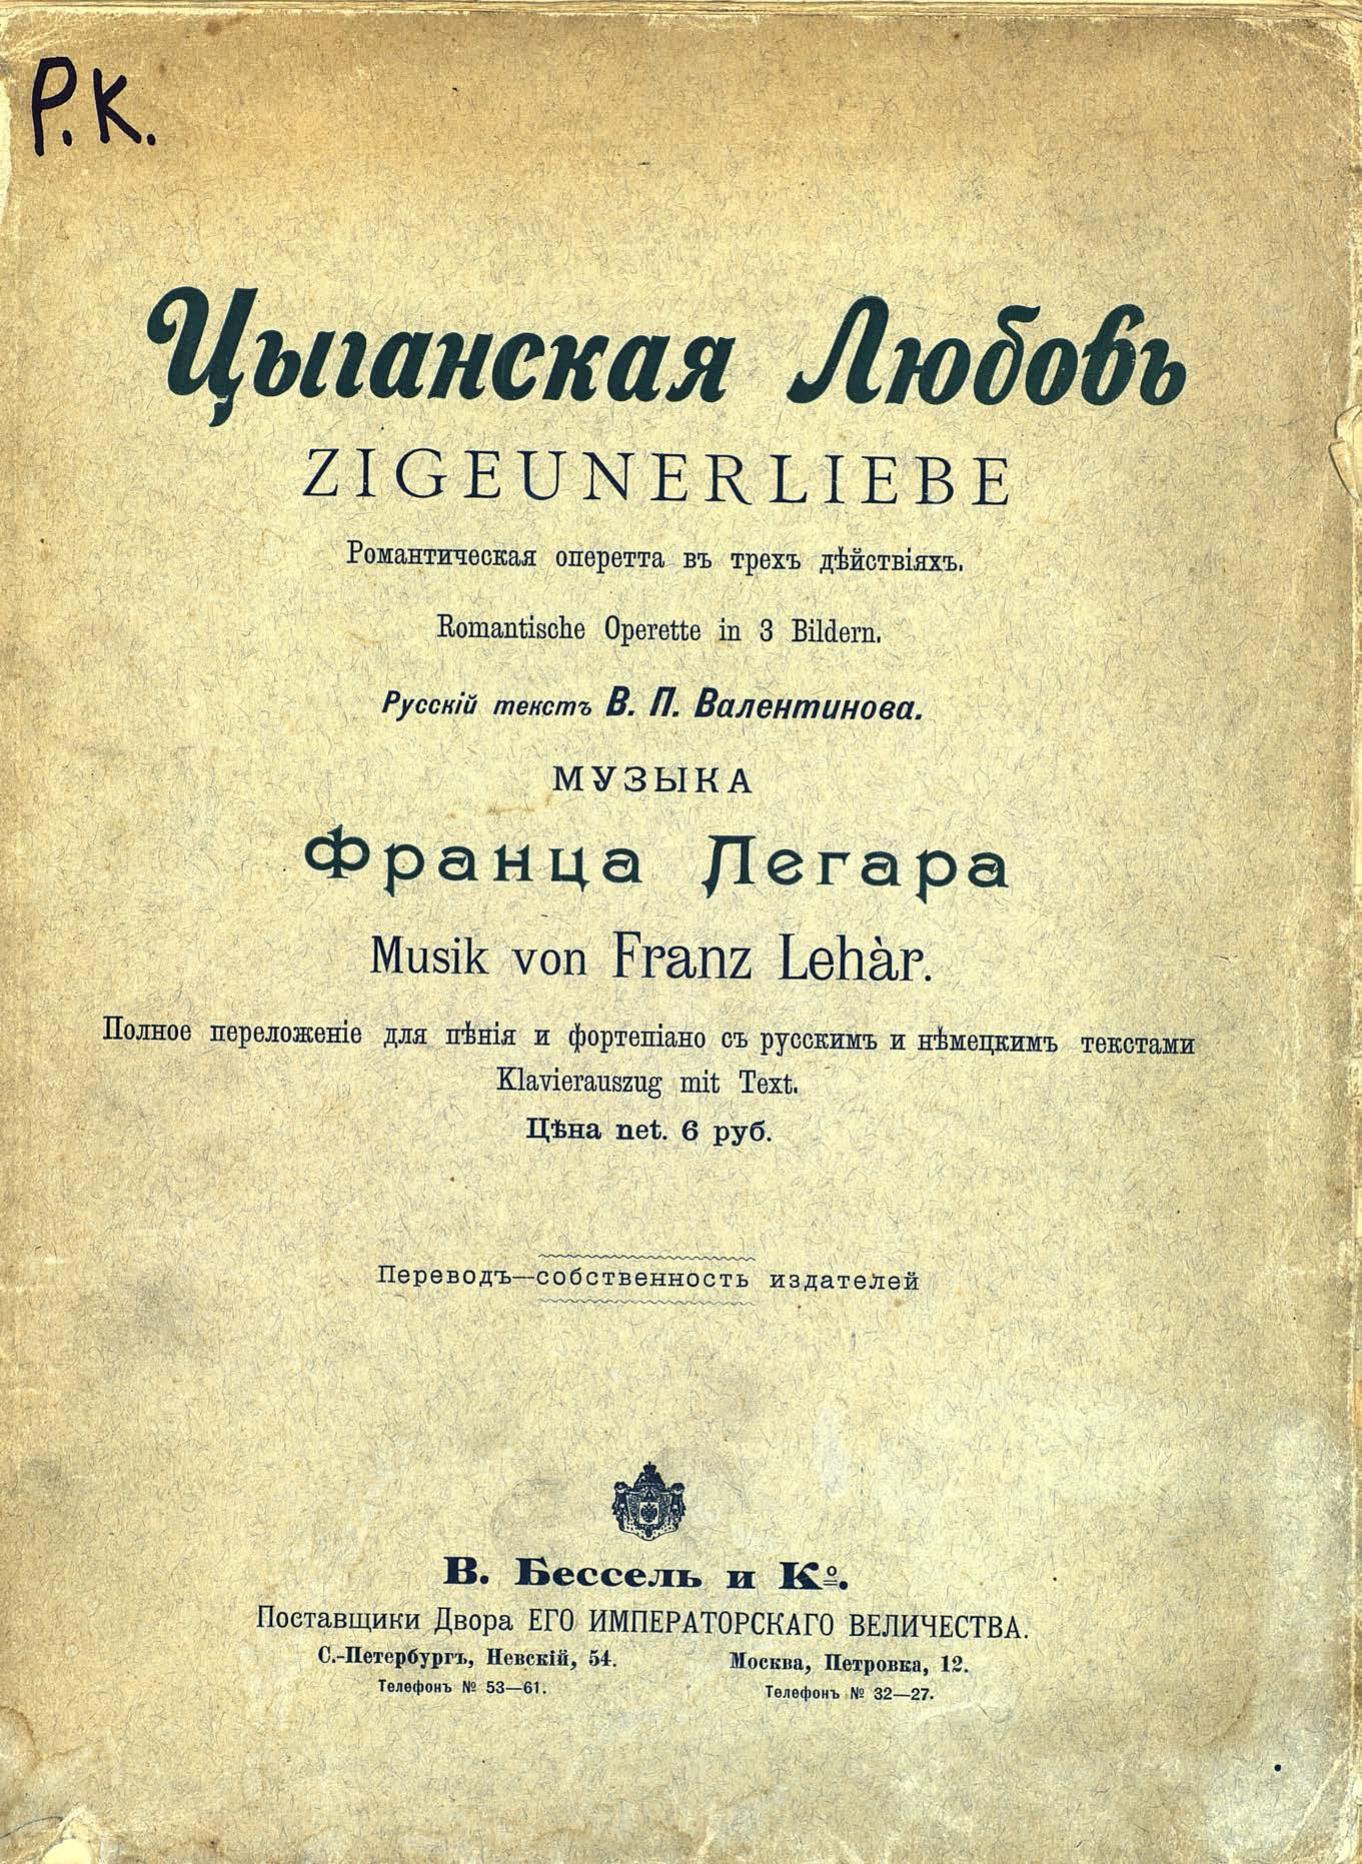 Р.К.
Цыганская Любовь
ZIGEUNERLIEBE
Романтическая оперетта въ трехъ дѣйствіяхъ.
Romantische Operette in 3 Bildern.
Русскій текстъ В. П. Валентинова.
МУЗЫКА
Франца Легара
Musik von Franz Lehàr.
Полное переложеніе для пѣнія и фортепіано съ русскимъ и нѣмецкимъ текстами
Klavierauszug mit Text.
Цѣна net. 6 руб.
Переводъ—собственность издателей
В. Бессель и Кº.
Поставщики Двора ЕГО ИМПЕРАТОРСКАГО ВЕЛИЧЕСТВА.
С.-Петербургъ, Невскій, 54. Москва, Петровка, 12.
Телефонъ № 53—61. Телефонъ № 32—27.